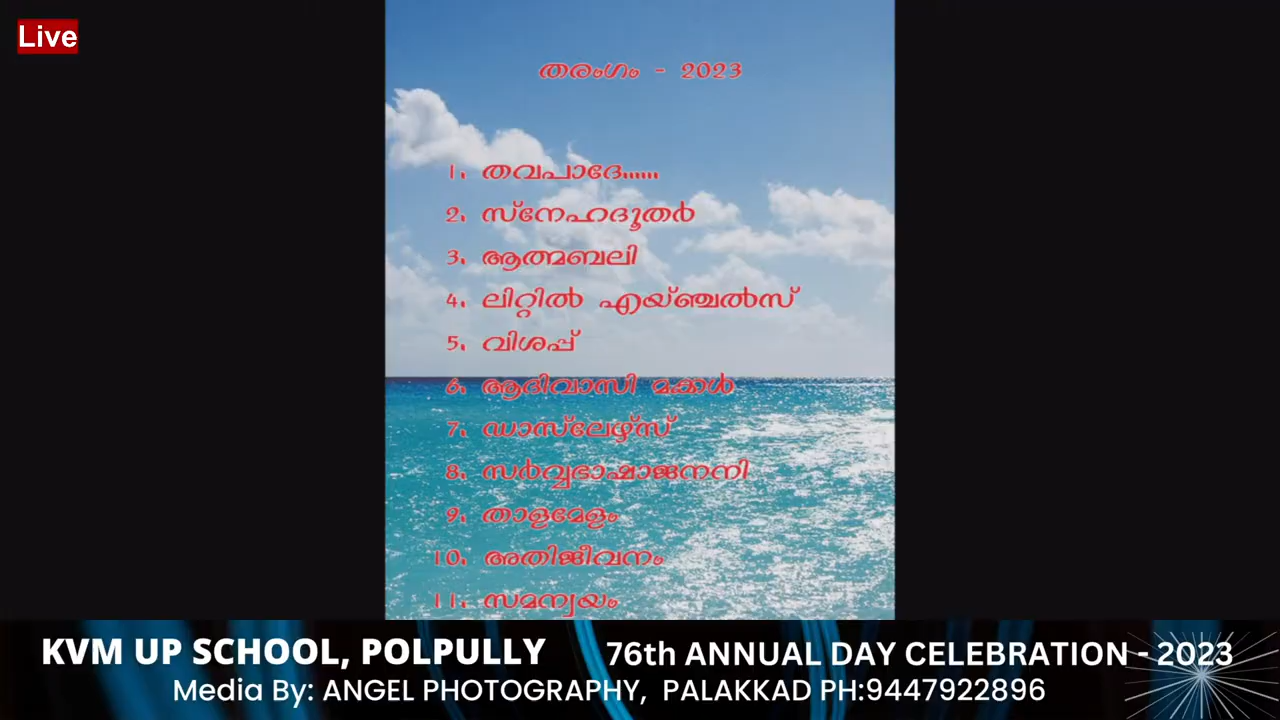 Live
തരംഗം - 2023
1. തവപാദേ......
2. സ്നേഹദൂതർ
3. ആത്മബലി
4. ലിറ്റിൽ എയ്ഞ്ചൽസ്
5. വിശപ്പ്
6. ആദിവാസി മക്കൾ
7. ഡാസ്‌ലേഴ്സ്
8. സർവ്വഭാഷാജനനി
9. താളമേളം
10. അതിജീവനം
11. സമന്വയം
KVM UP SCHOOL, POLPULLY 76th ANNUAL DAY CELEBRATION - 2023
Media By: ANGEL PHOTOGRAPHY, PALAKKAD PH:9447922896